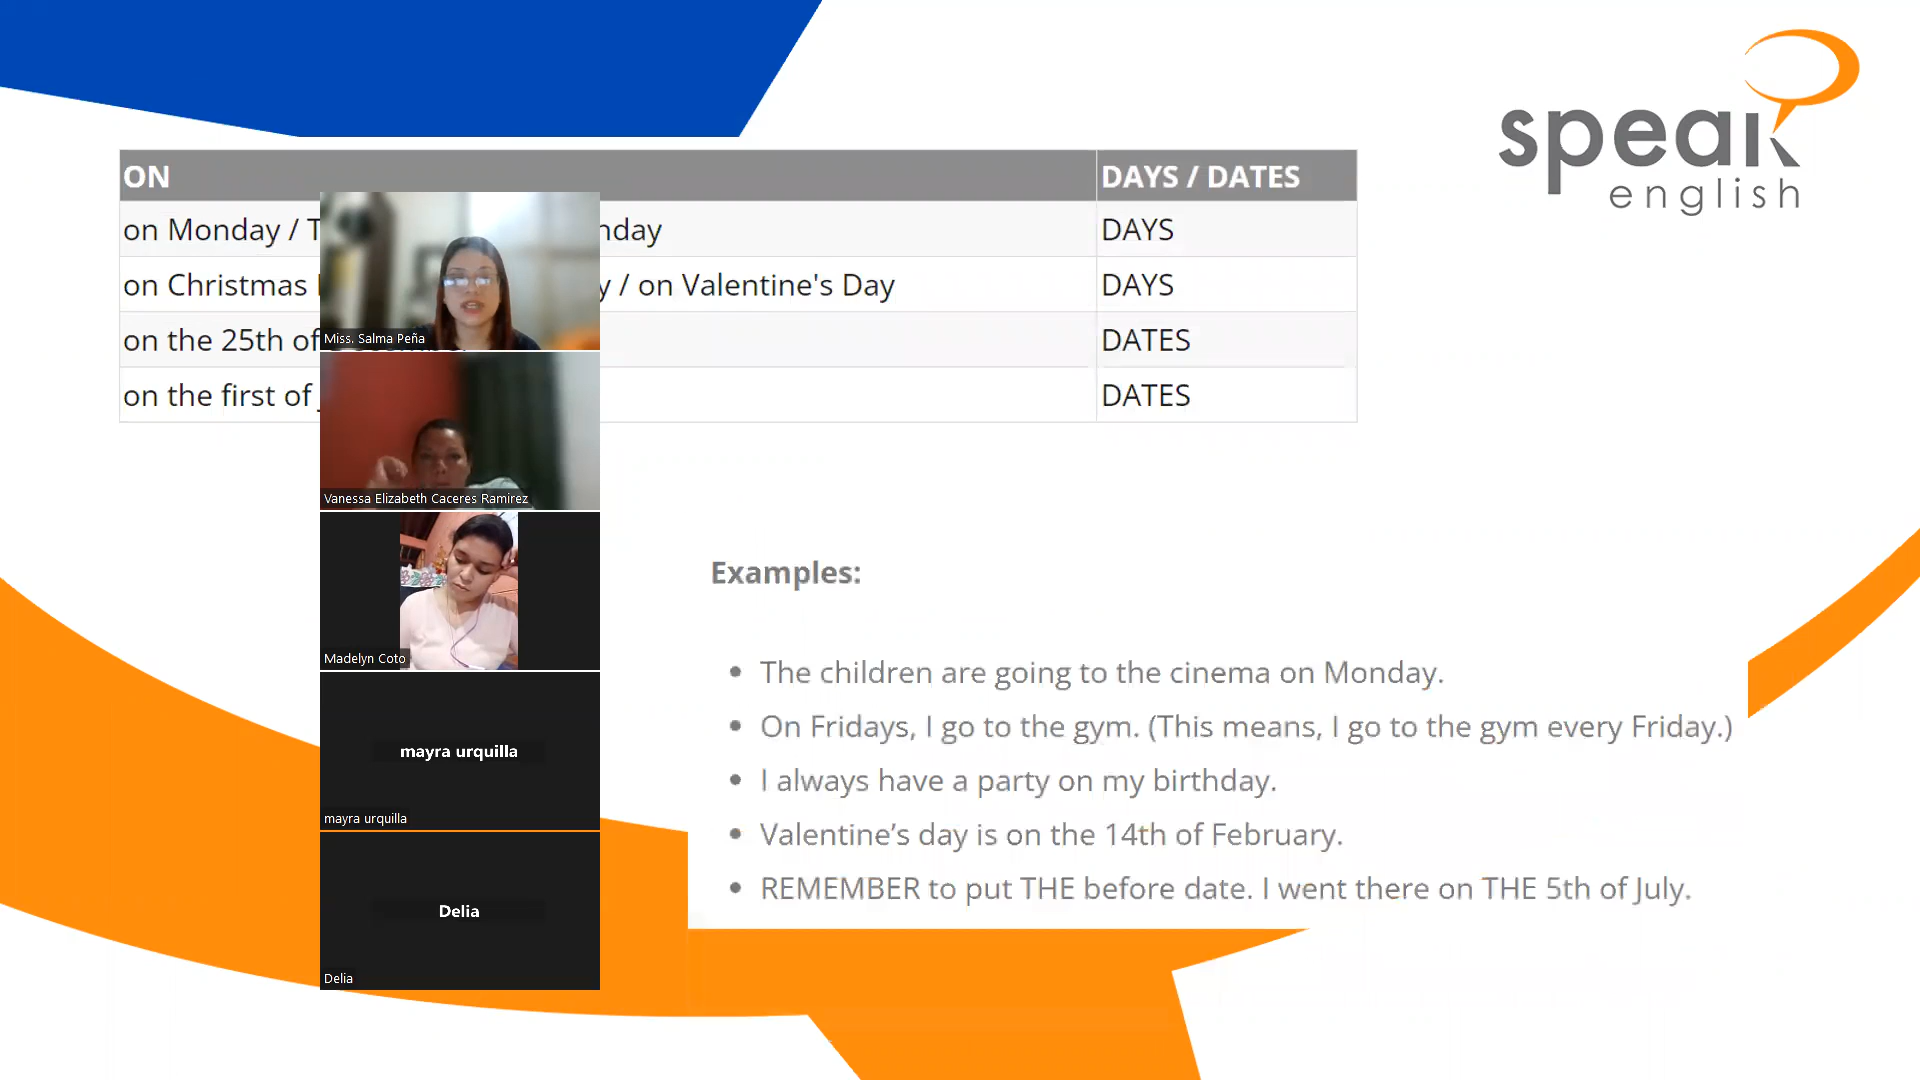 speak
english
ON DAYS / DATES
on Monday / T nday DAYS
on Christmas y / on Valentine's Day DAYS
on the 25th of DATES
on the first of DATES
Miss. Salma Peña
Vanessa Elizabeth Caceres Ramirez
Madelyn Coto
mayra urquilla
mayra urquilla
Delia
Delia
Examples:
• The children are going to the cinema on Monday.
• On Fridays, I go to the gym. (This means, I go to the gym every Friday.)
• I always have a party on my birthday.
• Valentine’s day is on the 14th of February.
• REMEMBER to put THE before date. I went there on THE 5th of July.